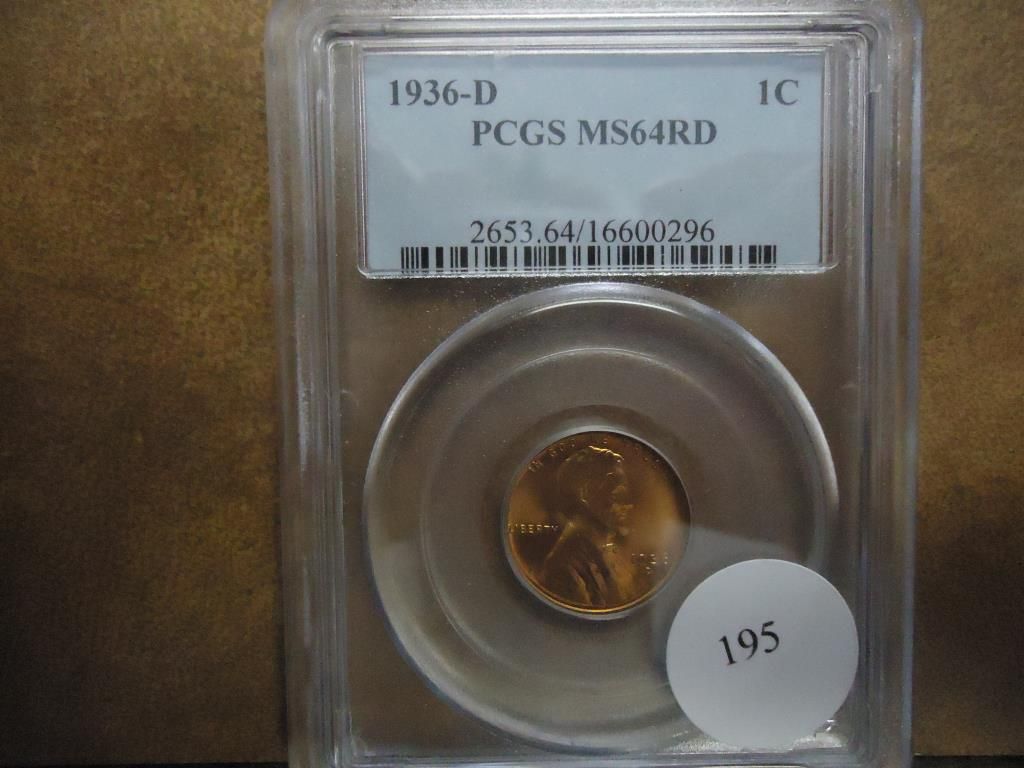 1936-D 1C
PCGS MS64RD
2653.64/16600296
LIBERTY
195